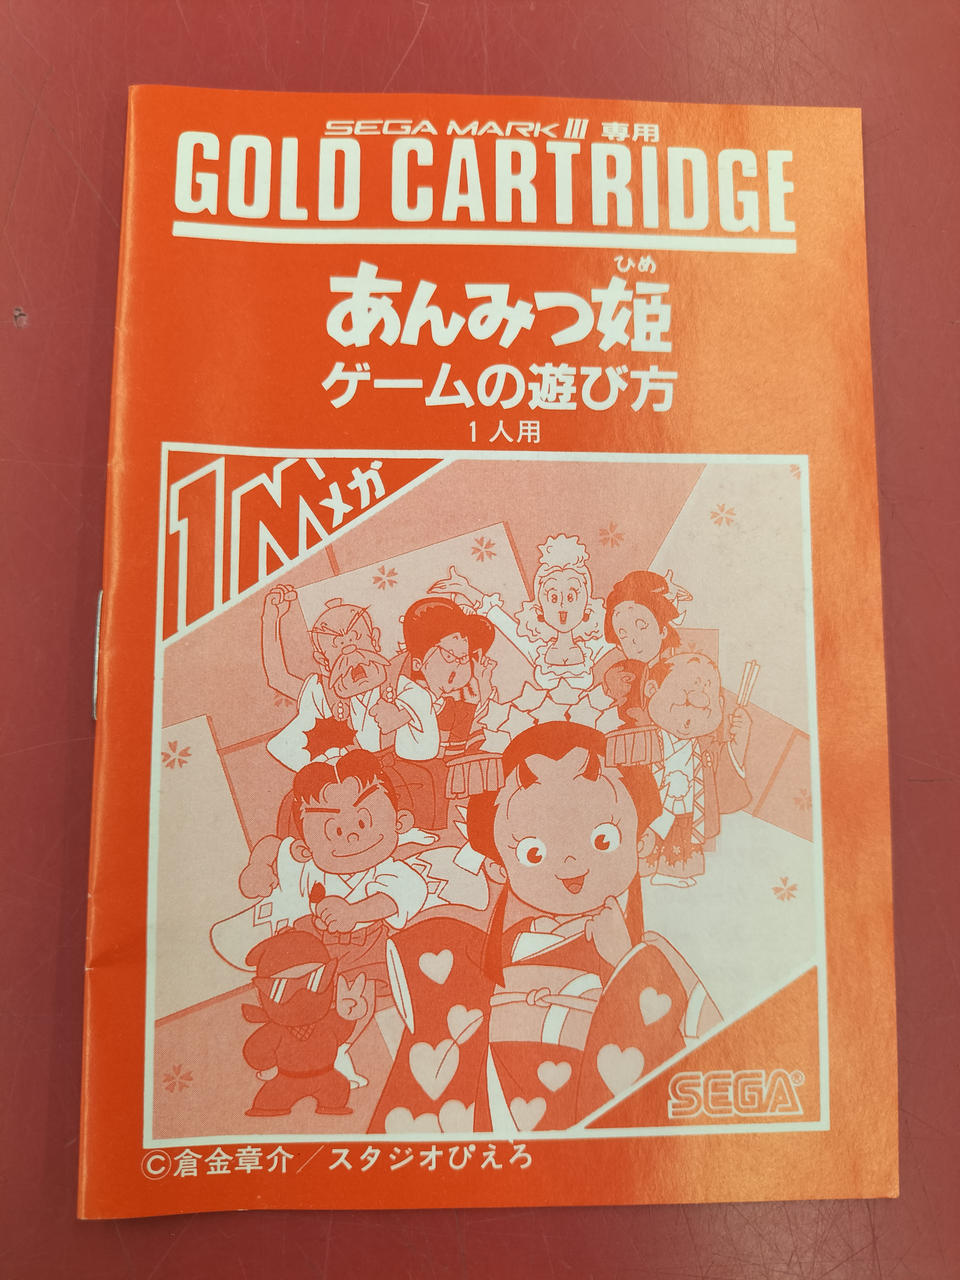 SEGA MARK III 専用
GOLD CARTRIDGE
ひめ
あんみつ姫
ゲームの遊び方
1人用
1M
メガ
SEGA®
©倉金章介/スタジオぴえろ